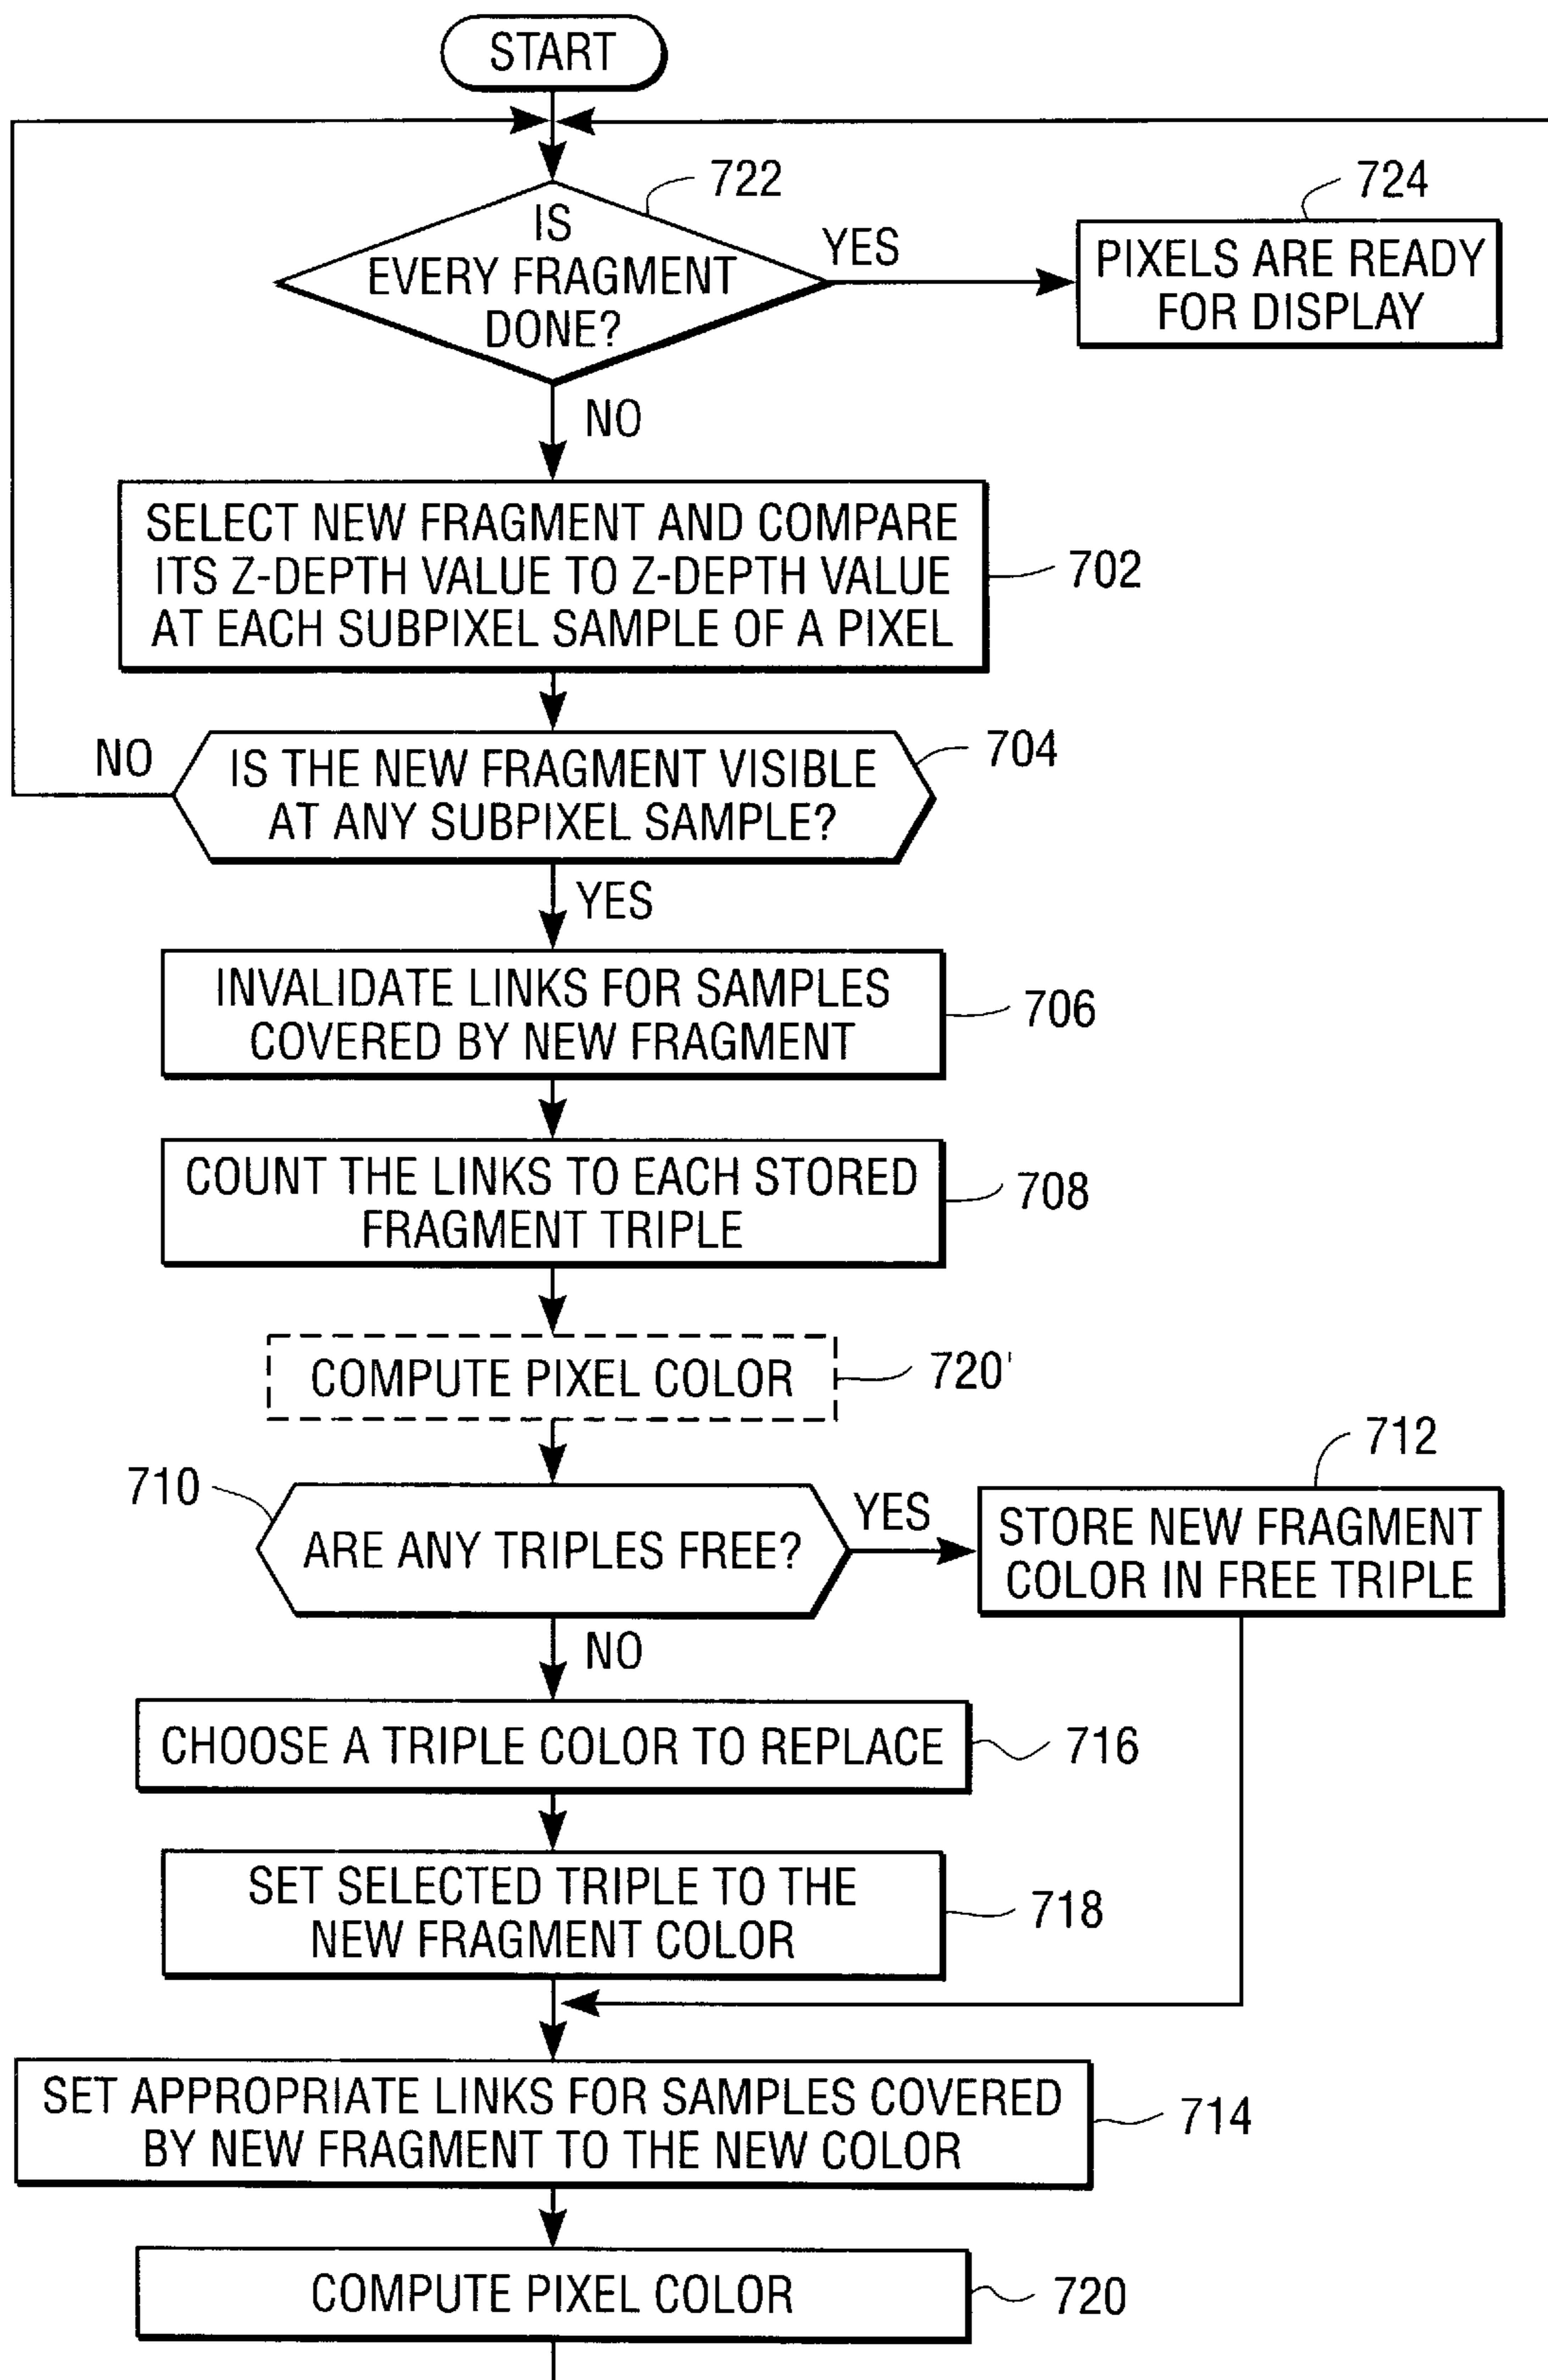 START
722
IS
EVERY FRAGMENT
DONE?
YES
724
PIXELS ARE READY
FOR DISPLAY
NO
SELECT NEW FRAGMENT AND COMPARE
ITS Z-DEPTH VALUE TO Z-DEPTH VALUE
AT EACH SUBPIXEL SAMPLE OF A PIXEL
702
NO
IS THE NEW FRAGMENT VISIBLE
AT ANY SUBPIXEL SAMPLE?
704
YES
INVALIDATE LINKS FOR SAMPLES
COVERED BY NEW FRAGMENT
706
COUNT THE LINKS TO EACH STORED
FRAGMENT TRIPLE
708
COMPUTE PIXEL COLOR
720'
710
ARE ANY TRIPLES FREE?
YES
712
STORE NEW FRAGMENT
COLOR IN FREE TRIPLE
NO
CHOOSE A TRIPLE COLOR TO REPLACE
716
SET SELECTED TRIPLE TO THE
NEW FRAGMENT COLOR
718
SET APPROPRIATE LINKS FOR SAMPLES COVERED
BY NEW FRAGMENT TO THE NEW COLOR
714
COMPUTE PIXEL COLOR
720